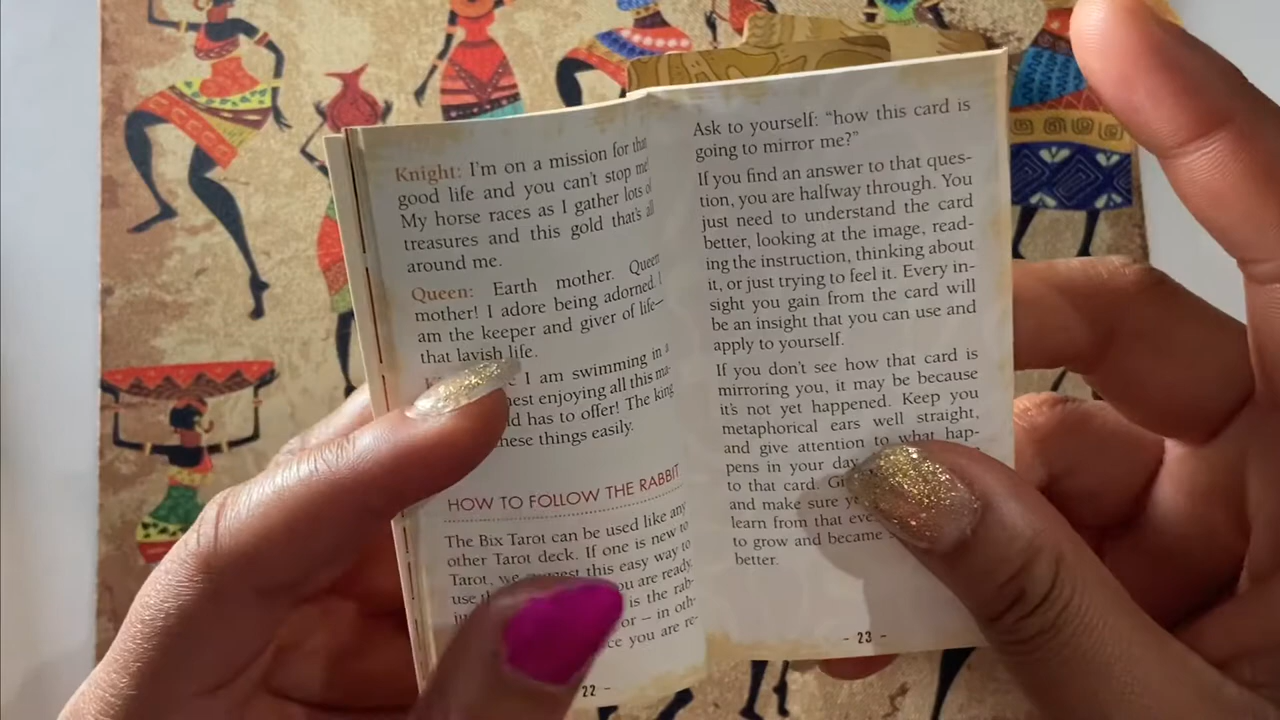 Knight: I'm on a mission for that
good life and you can't stop me!
My horse races as I gather lots of
treasures and this gold that's all
around me.
Queen: Earth mother. Queen
mother! I adore being adorned. I
am the keeper and giver of life—
that lavish life.
I am swimming in a
enjoying all this ma-
has to offer! The king
these things easily.
HOW TO FOLLOW THE RABBIT
The Bix Tarot can be used like any
other Tarot deck. If one is new to
Tarot, we suggest this easy way to
you are ready,
is the rab-
or – in oth-
you are re-
22 -
Ask to yourself: “how this card is
going to mirror me?”
If you find an answer to that ques-
tion, you are halfway through. You
just need to understand the card
better, looking at the image, read-
ing the instruction, thinking about
it, or just trying to feel it. Every in-
sight you gain from the card will
be an insight that you can use and
apply to yourself.
If you don't see how that card is
mirroring you, it may be because
it's not yet happened. Keep you
metaphorical ears well straight,
and give attention to what hap-
pens in your day
to that card.
and make sure
learn from that
to grow and became
better.
- 23 -